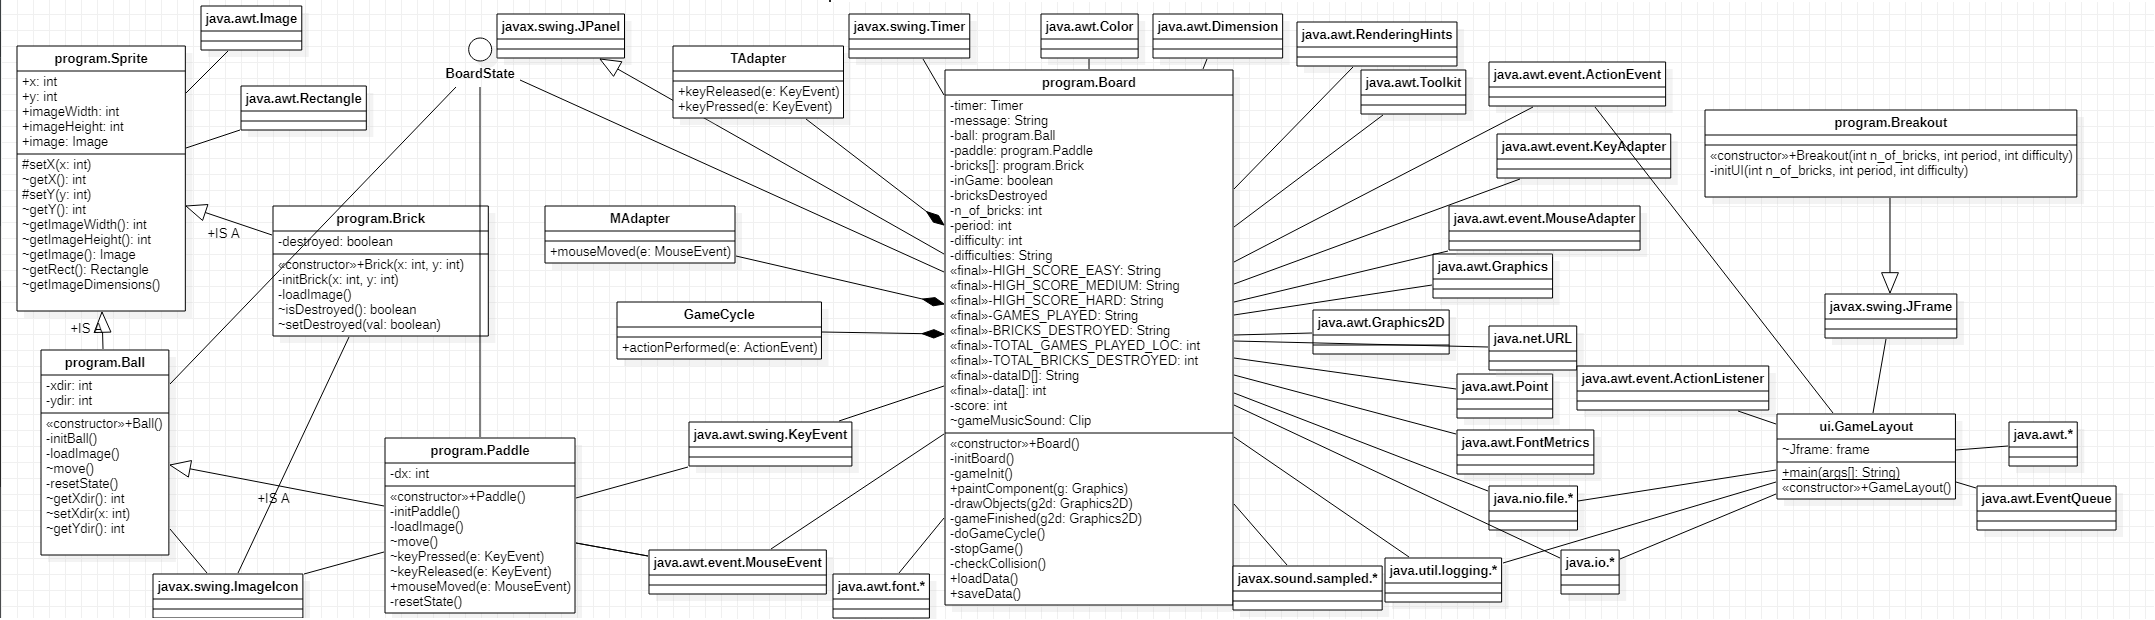 java.awt.Image
program.Sprite
+x: int
+y: int
+imageWidth: int
+imageHeight: int
+image: Image
#setX(x: int)
~getX(): int
#setY(y: int)
~getY(): int
~getImageWidth(): int
~getImageHeight(): int
~getImage(): Image
~getRect(): Rectangle
~getImageDimensions()
java.awt.Rectangle
+IS A
+IS A
program.Ball
-xdir: int
-ydir: int
«constructor»+Ball()
-initBall()
-loadImage()
~move()
-resetState()
~getXdir(): int
~setXdir(x: int)
~getYdir(): int
program.Brick
-destroyed: boolean
«constructor»+Brick(x: int, y: int)
-initBrick(x: int, y: int)
-loadImage()
~isDestroyed(): boolean
~setDestroyed(val: boolean)
+IS A
javax.swing.ImageIcon
BoardState
javax.swing.JPanel
program.Paddle
-dx: int
«constructor»+Paddle()
-initPaddle()
-loadImage()
~move()
~keyPressed(e: KeyEvent)
~keyReleased(e: KeyEvent)
+mouseMoved(e: MouseEvent)
-resetState()
TAdapter
+keyReleased(e: KeyEvent)
+keyPressed(e: KeyEvent)
MAdapter
+mouseMoved(e: MouseEvent)
GameCycle
+actionPerformed(e: ActionEvent)
java.awt.swing.KeyEvent
java.awt.event.MouseEvent
java.awt.font.*
javax.swing.Timer
java.awt.Color
java.awt.Dimension
program.Board
-timer: Timer
-message: String
-ball: program.Ball
-paddle: program.Paddle
-bricks[]: program.Brick
-inGame: boolean
-bricksDestroyed
-n_of_bricks: int
-period: int
-difficulty: int
-difficulties: String
«final»-HIGH_SCORE_EASY: String
«final»-HIGH_SCORE_MEDIUM: String
«final»-HIGH_SCORE_HARD: String
«final»-GAMES_PLAYED: String
«final»-BRICKS_DESTROYED: String
«final»-TOTAL_GAMES_PLAYED_LOC: int
«final»-TOTAL_BRICKS_DESTROYED: int
«final»-dataID[]: String
«final»-data[]: int
-score: int
~gameMusicSound: Clip
«constructor»+Board()
-initBoard()
-gameInit()
+paintComponent(g: Graphics)
-drawObjects(g2d: Graphics2D)
-gameFinished(g2d: Graphics2D)
-doGameCycle()
-stopGame()
-checkCollision()
+loadData()
+saveData()
java.awt.RenderingHints
java.awt.Toolkit
java.awt.event.ActionEvent
java.awt.event.KeyAdapter
java.awt.event.MouseAdapter
java.awt.Graphics
java.awt.Graphics2D
java.net.URL
java.awt.Point
java.awt.FontMetrics
java.nio.file.*
java.io.*
java.util.logging.*
javax.sound.sampled.*
program.Breakout
«constructor»+Breakout(int n_of_bricks, int period, int difficulty)
-initUI(int n_of_bricks, int period, int difficulty)
javax.swing.JFrame
java.awt.event.ActionListener
ui.GameLayout
~Jframe: frame
+main(args[]: String)
«constructor»+GameLayout()
java.awt.*
java.awt.EventQueue